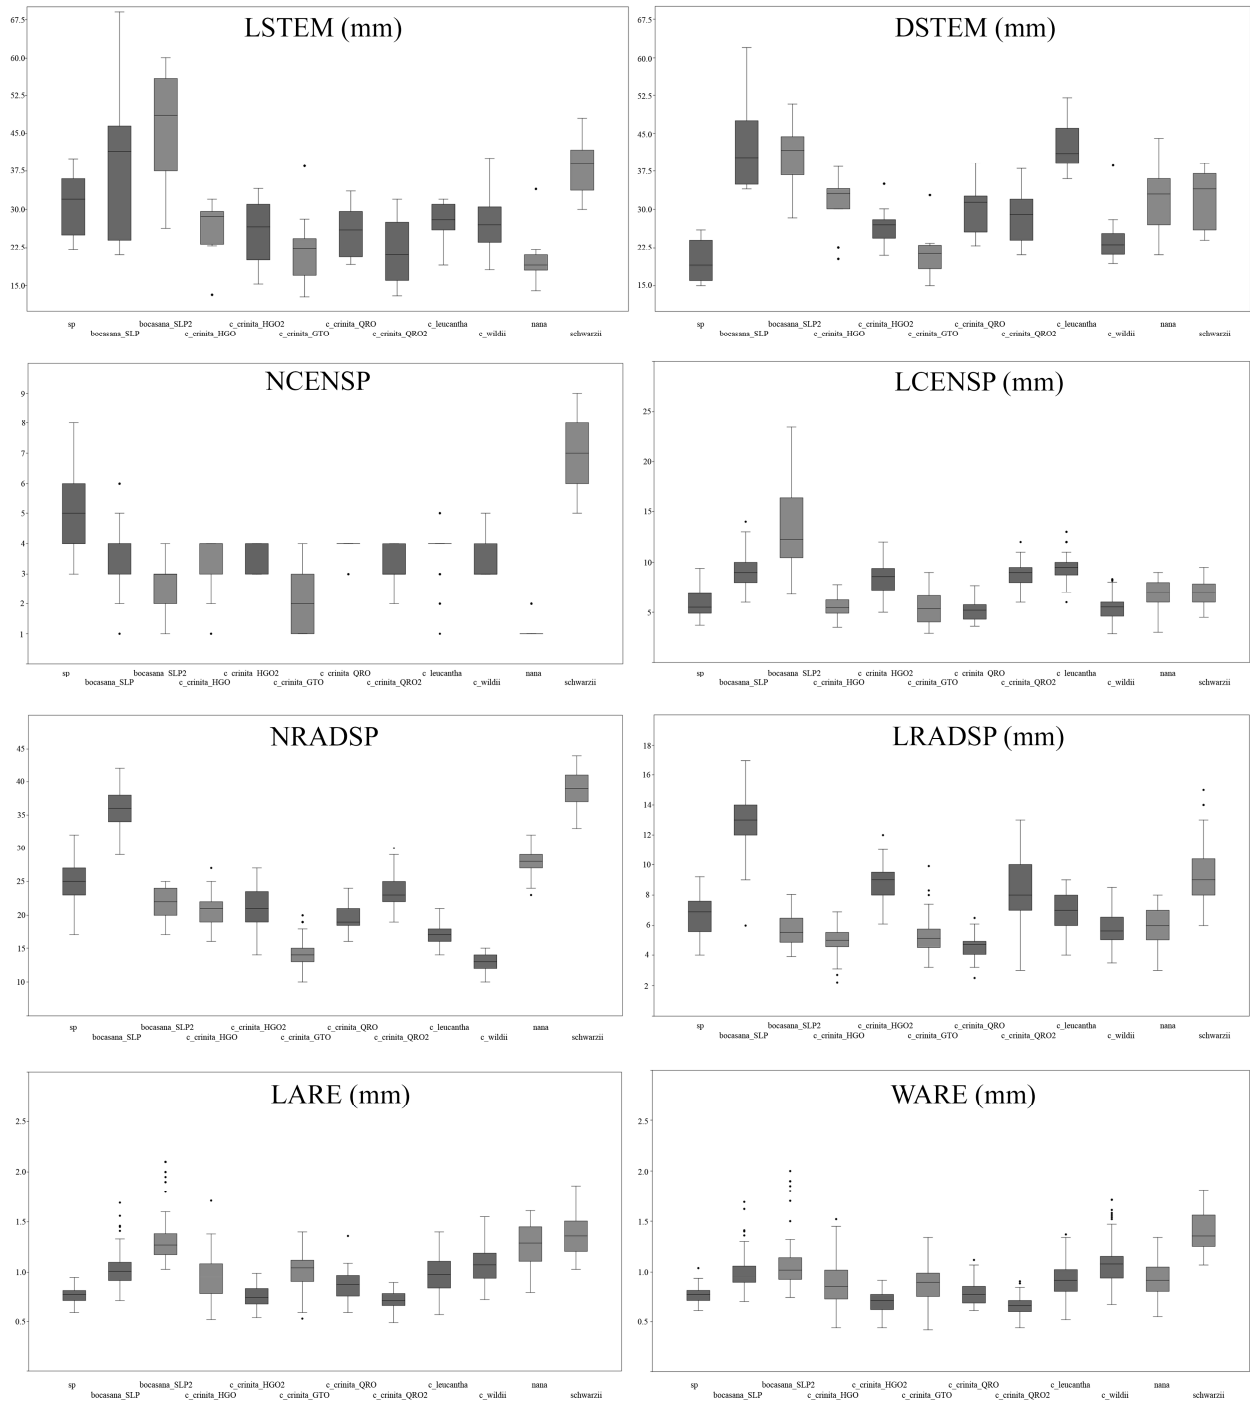 LSTEM (mm)
67.5
60.0
52.5
45.0
37.5
30.0
22.5
15.0
sp bocasana_SLP2 c_crinita_HGO2 c_crinita_QRO c_leucantha nana
bocasana_SLP c_crinita_HGO c_crinita_GTO c_crinita_QRO2 c_wildii schwarzii
DSTEM (mm)
67.5
60.0
52.5
45.0
37.5
30.0
22.5
15.0
sp bocasana_SLP2 c_crinita_HGO2 c_crinita_QRO c_leucantha nana
bocasana_SLP c_crinita_HGO c_crinita_GTO c_crinita_QRO2 c_wildii schwarzii
NCENSP
9
8
7
6
5
4
3
2
1
sp bocasana_SLP2 c_crinita_HGO2 c_crinita_QRO c_leucantha nana
bocasana_SLP c_crinita_HGO c_crinita_GTO c_crinita_QRO2 c_wildii schwarzii
LCENSP (mm)
25
20
15
10
5
sp bocasana_SLP2 c_crinita_HGO2 c_crinita_QRO c_leucantha nana
bocasana_SLP c_crinita_HGO c_crinita_GTO c_crinita_QRO2 c_wildii schwarzii
NRADSP
45
40
35
30
25
20
15
10
sp bocasana_SLP2 c_crinita_HGO2 c_crinita_QRO c_leucantha nana
bocasana_SLP c_crinita_HGO c_crinita_GTO c_crinita_QRO2 c_wildii schwarzii
LRADSP (mm)
18
16
14
12
10
8
6
4
2
sp bocasana_SLP2 c_crinita_HGO2 c_crinita_QRO c_leucantha nana
bocasana_SLP c_crinita_HGO c_crinita_GTO c_crinita_QRO2 c_wildii schwarzii
LARE (mm)
2.5
2.0
1.5
1.0
0.5
sp bocasana_SLP2 c_crinita_HGO2 c_crinita_QRO c_leucantha nana
bocasana_SLP c_crinita_HGO c_crinita_GTO c_crinita_QRO2 c_wildii schwarzii
WARE (mm)
2.5
2.0
1.5
1.0
0.5
sp bocasana_SLP2 c_crinita_HGO2 c_crinita_QRO c_leucantha nana
bocasana_SLP c_crinita_HGO c_crinita_GTO c_crinita_QRO2 c_wildii schwarzii